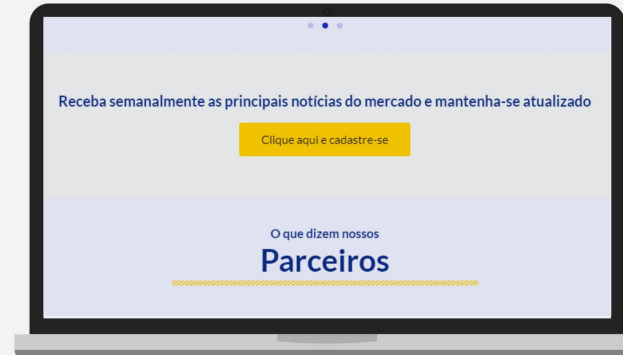 Receba semanalmente as principais notícias do mercado e mantenha-se atualizado
Clique aqui e cadastre-se
O que dizem nossos
Parceiros